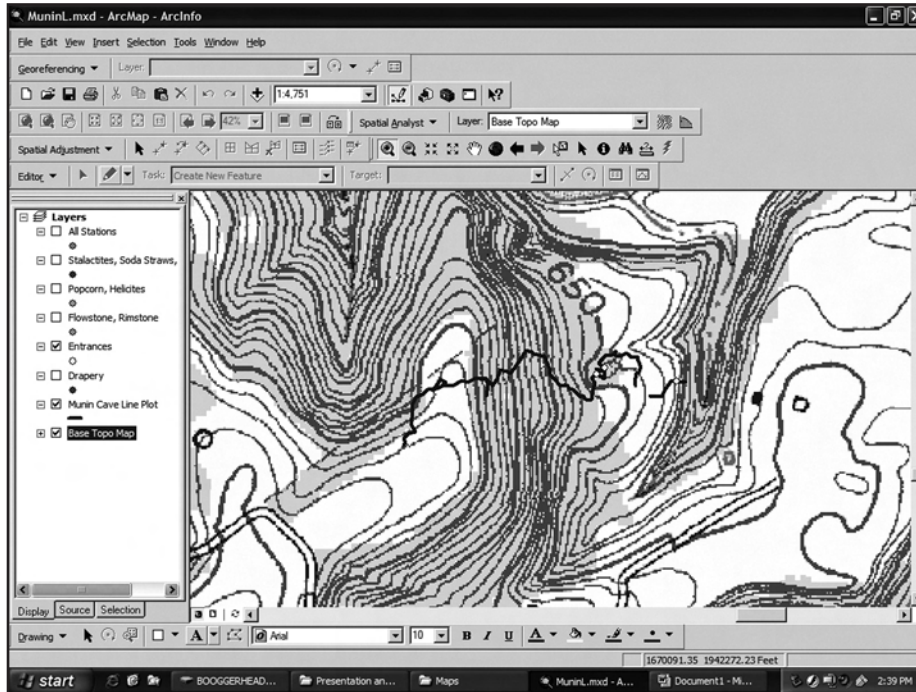 MuninL.mxd - ArcMap - ArcInfo
File Edit View Insert Selection Tools Window Help
Georeferencing Layer:
1:4,751
42% Spatial Analyst Layer: Base Topo Map
Spatial Adjustment
Editor Task: Create New Feature Target:
Layers
All Stations
Stalactites, Soda Straws,
Popcorn, Helictites
Flowstone, Rimstone
Entrances
Drapery
Munin Cave Line Plot
Base Topo Map
650
Display Source Selection
Drawing A Arial 10 B I U A
1670091.35 1942272.23 Feet
start BOOGGERHEAD... Presentation an... Maps MuninL.mxd - A... Document1 - Mi... 2:39 PM